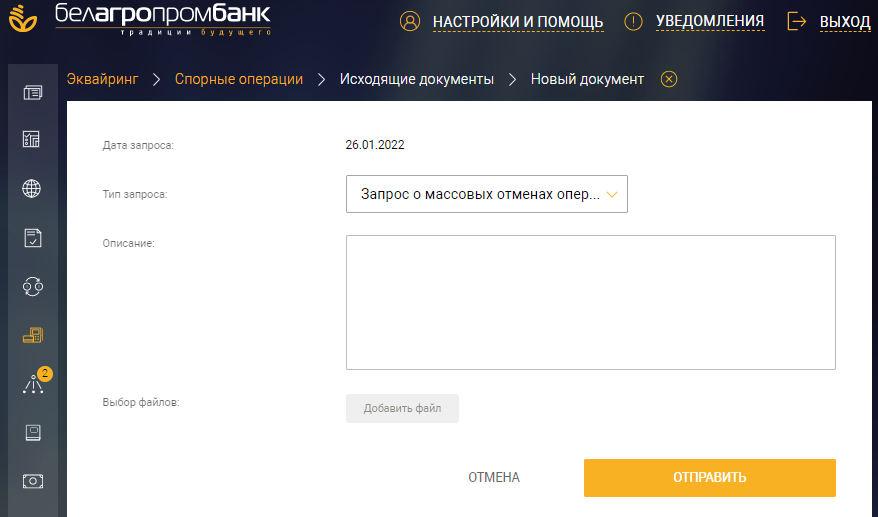 белагропромбанк
традиции будущего
НАСТРОЙКИ И ПОМОЩЬ
УВЕДОМЛЕНИЯ
ВЫХОД
Эквайринг > Спорные операции > Исходящие документы > Новый документ
Дата запроса: 26.01.2022
Тип запроса: Запрос о массовых отменах опер...
Описание:
2
Выбор файлов: Добавить файл
ОТМЕНА ОТПРАВИТЬ